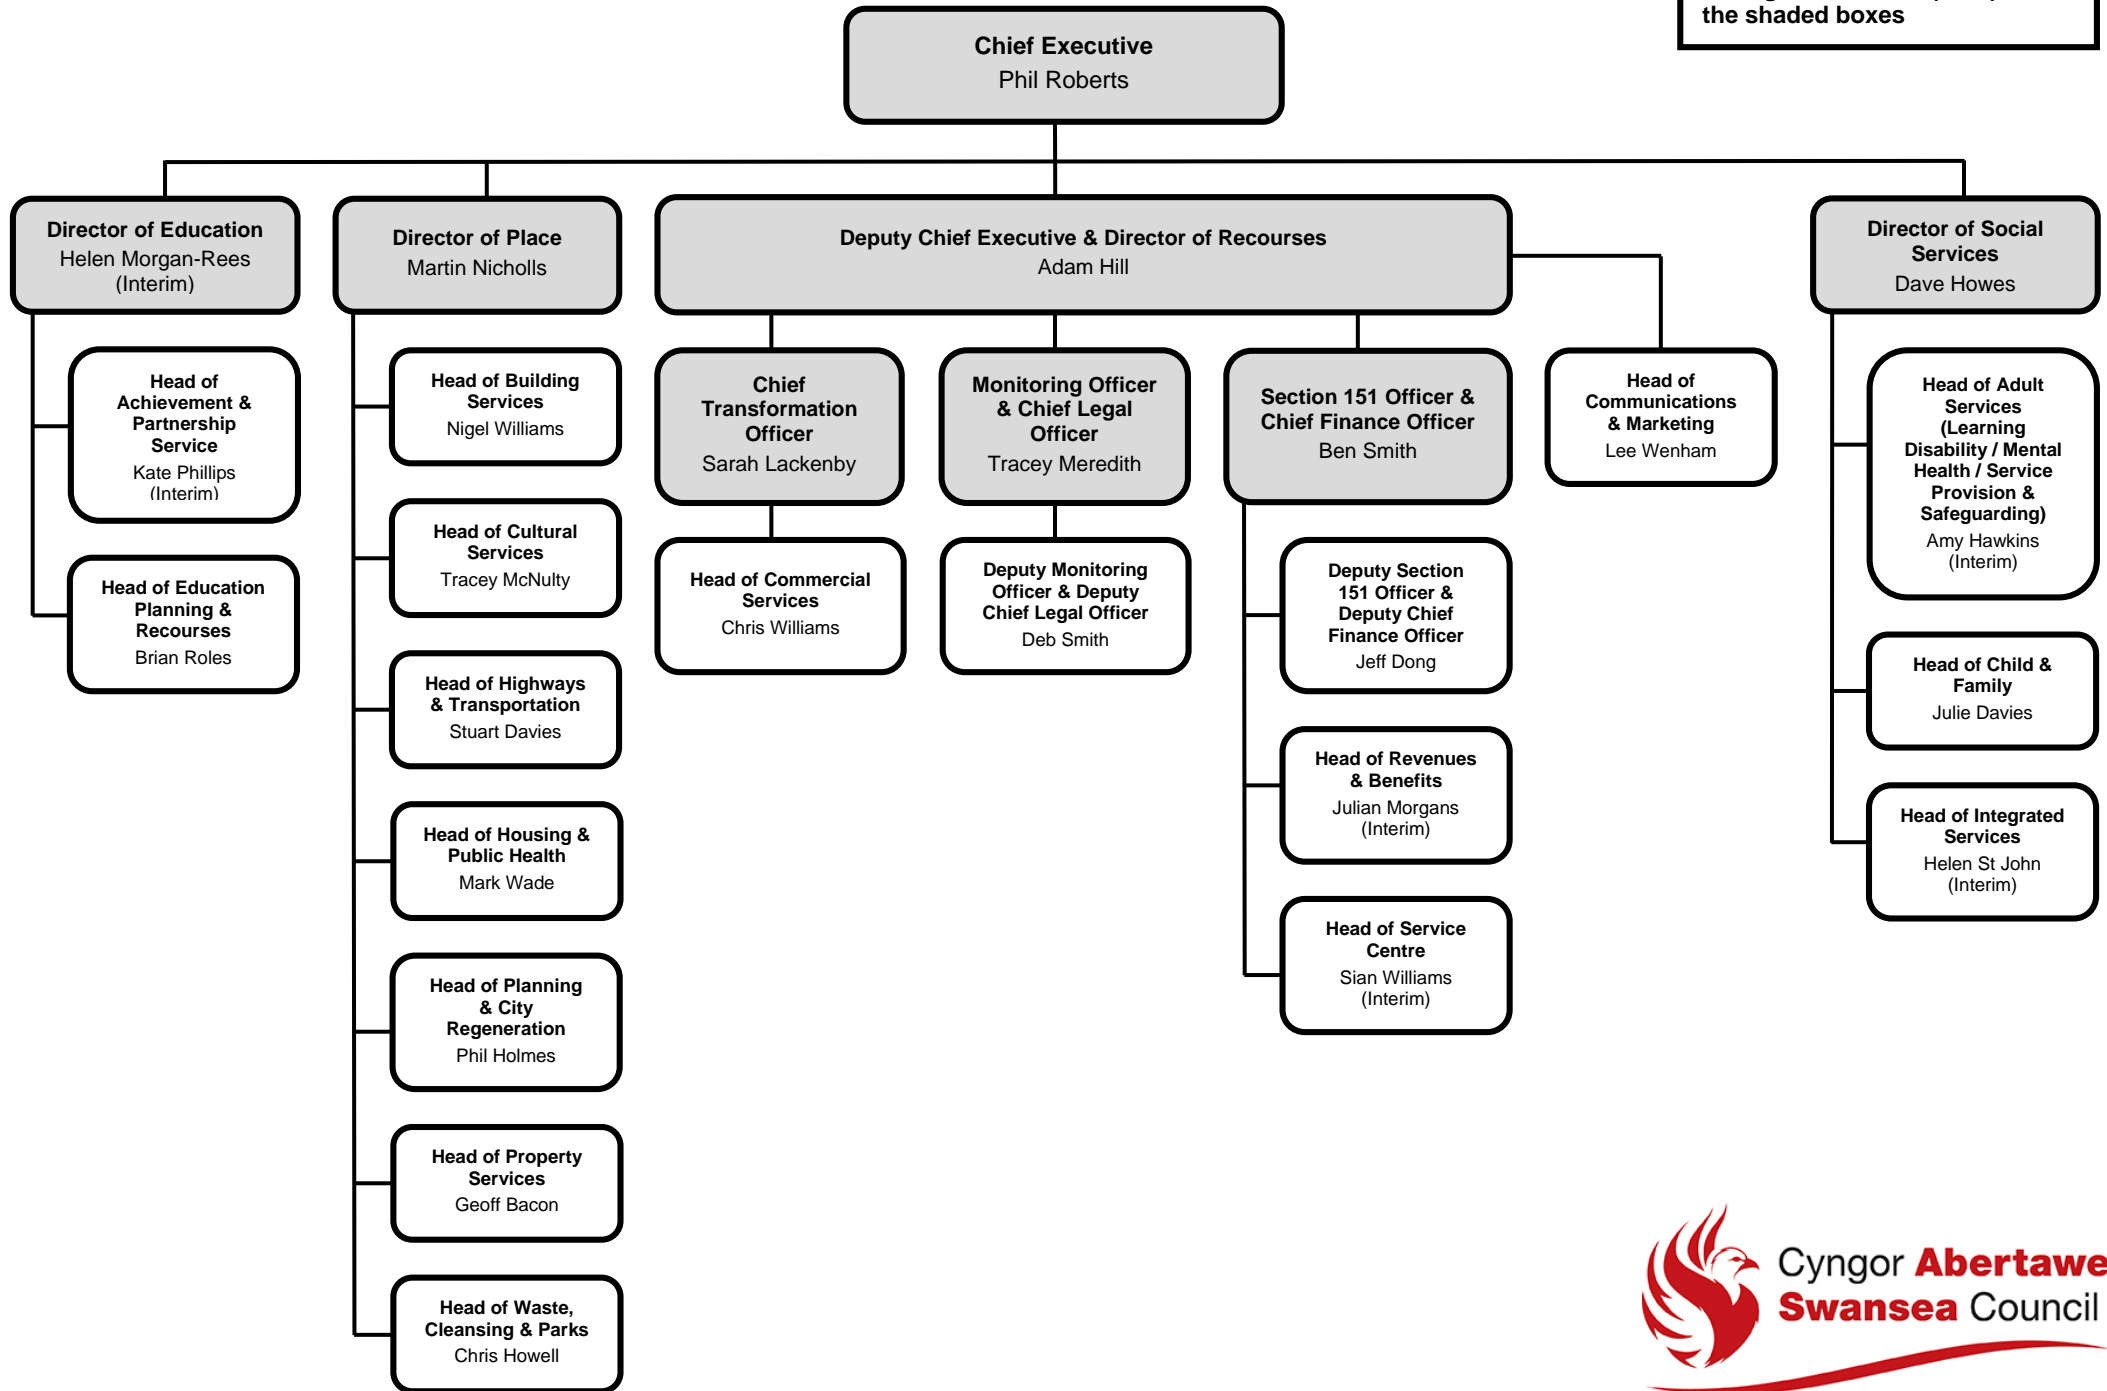 the shaded boxes
Chief Executive
Phil Roberts
Director of Education
Helen Morgan-Rees
(Interim)
Director of Place
Martin Nicholls
Deputy Chief Executive & Director of Recourses
Adam Hill
Director of Social
Services
Dave Howes
Head of
Achievement &
Partnership
Service
Kate Phillips
(Interim)
Head of Education
Planning &
Recourses
Brian Roles
Head of Building
Services
Nigel Williams
Head of Cultural
Services
Tracey McNulty
Head of Highways
& Transportation
Stuart Davies
Head of Housing &
Public Health
Mark Wade
Head of Planning
& City
Regeneration
Phil Holmes
Head of Property
Services
Geoff Bacon
Head of Waste,
Cleansing & Parks
Chris Howell
Chief
Transformation
Officer
Sarah Lackenby
Head of Commercial
Services
Chris Williams
Monitoring Officer
& Chief Legal
Officer
Tracey Meredith
Deputy Monitoring
Officer & Deputy
Chief Legal Officer
Deb Smith
Section 151 Officer &
Chief Finance Officer
Ben Smith
Deputy Section
151 Officer &
Deputy Chief
Finance Officer
Jeff Dong
Head of Revenues
& Benefits
Julian Morgans
(Interim)
Head of Service
Centre
Sian Williams
(Interim)
Head of
Communications
& Marketing
Lee Wenham
Head of Adult
Services
(Learning
Disability / Mental
Health / Service
Provision &
Safeguarding)
Amy Hawkins
(Interim)
Head of Child &
Family
Julie Davies
Head of Integrated
Services
Helen St John
(Interim)
Cyngor Abertawe
Swansea Council